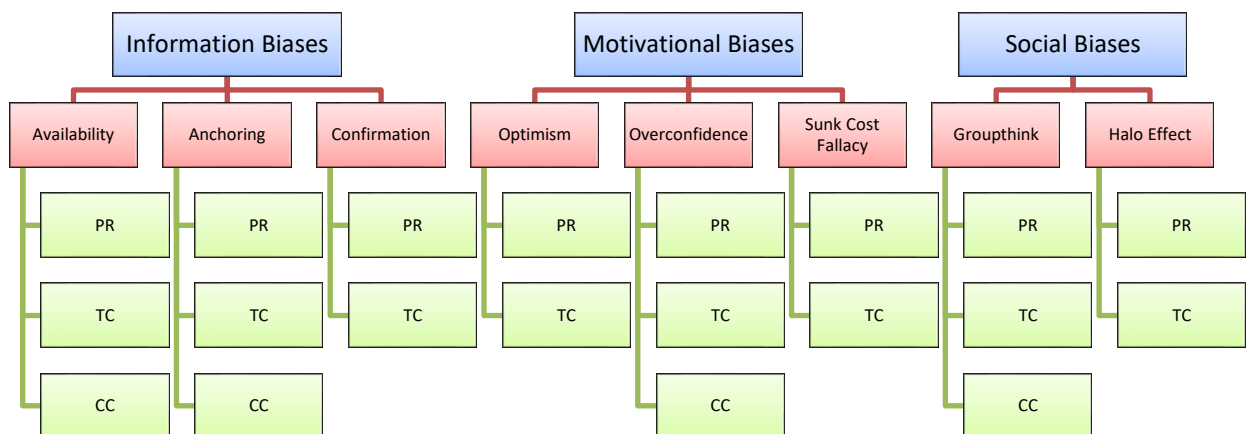 Information Biases
Motivational Biases
Social Biases
Availability
Anchoring
Confirmation
Optimism
Overconfidence
Sunk Cost
Fallacy
Groupthink
Halo Effect
PR
PR
PR
PR
PR
PR
PR
PR
TC
TC
TC
TC
TC
TC
TC
TC
CC
CC
CC
CC